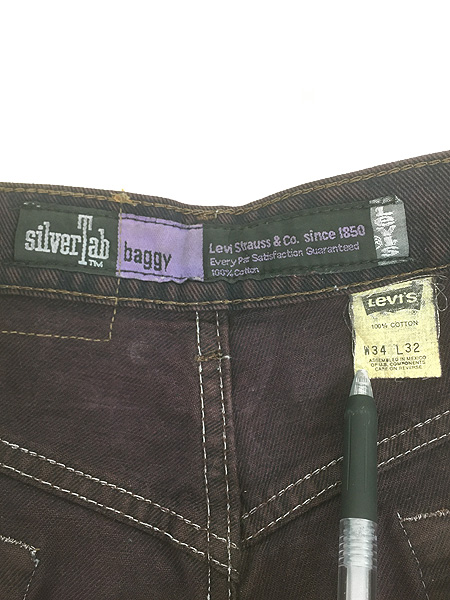 silverTab
TM
baggy
Levi Strauss & Co. since 1850
Every Pair Satisfaction Guaranteed
100% Cotton
LEVI'S
LEVI'S
100% COTTON
W34 L32
ASSEMBLED IN MEXICO
OF U.S. COMPONENTS
CARE ON REVERSE